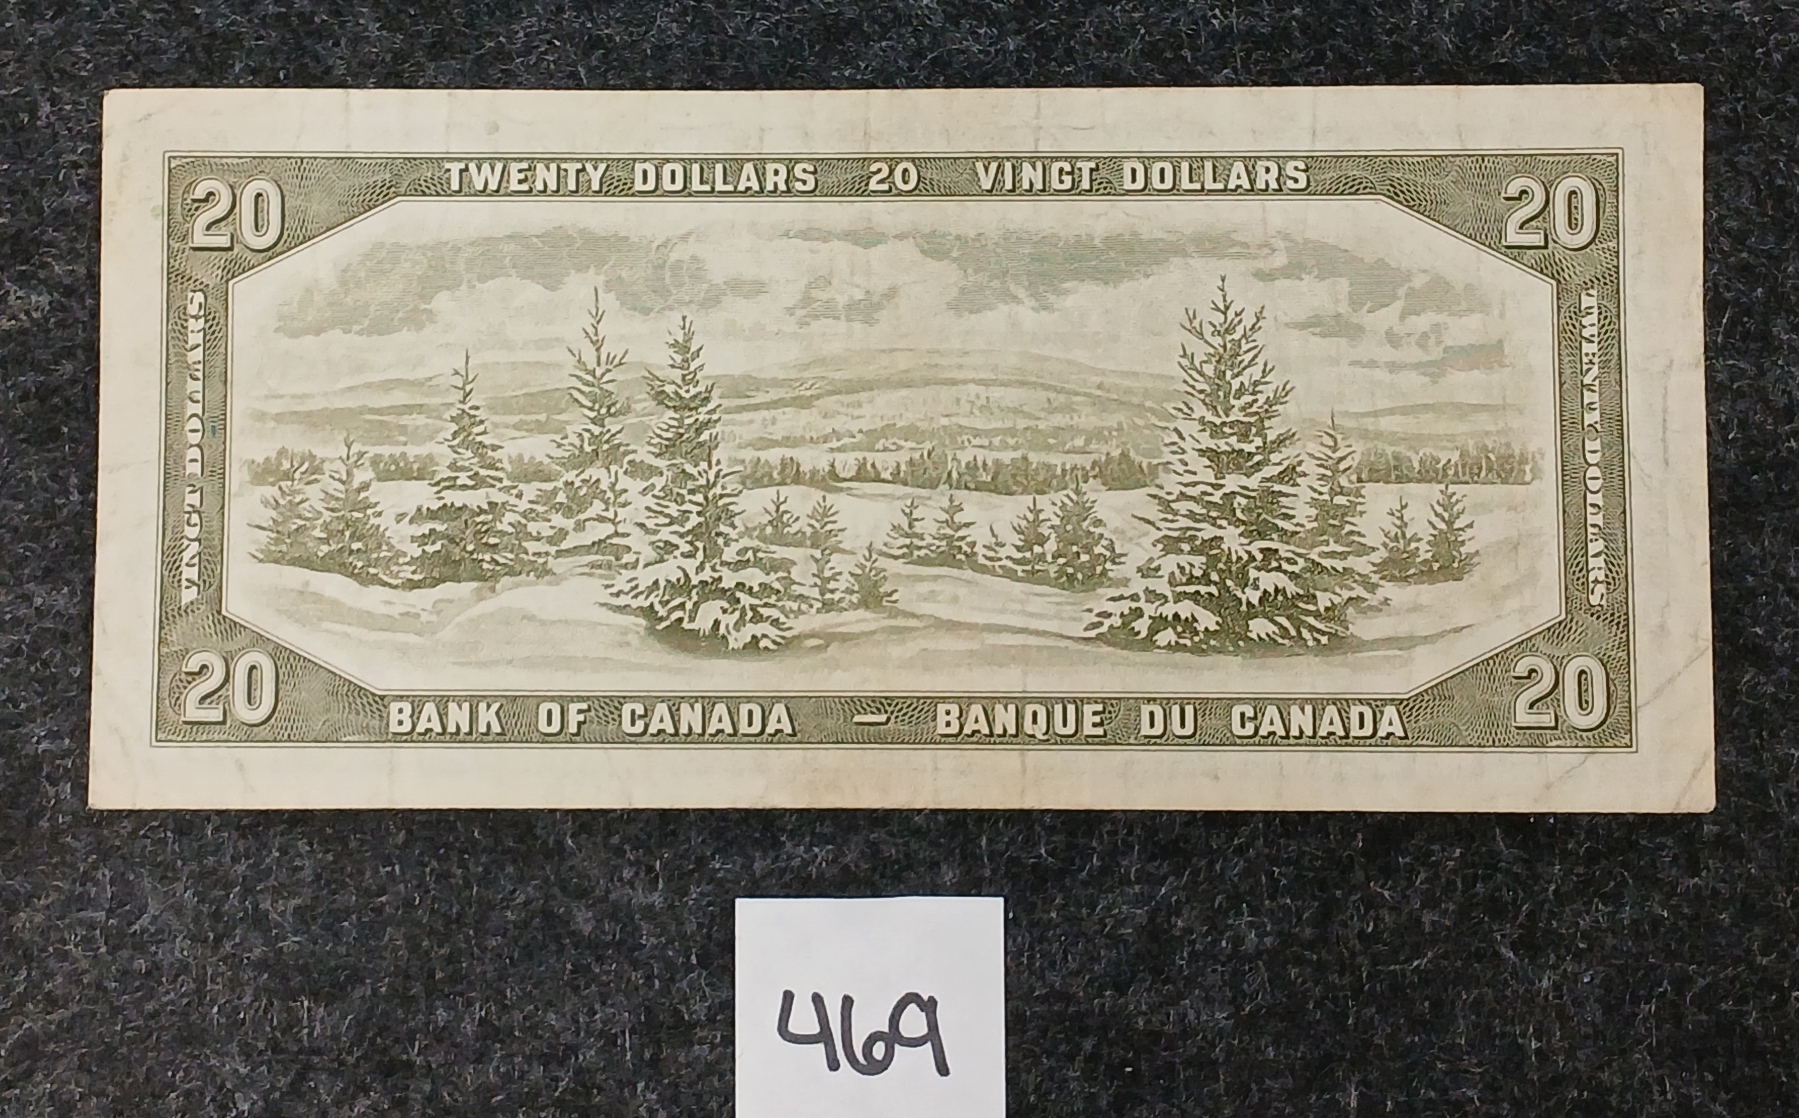 TWENTY DOLLARS 20 VINGT DOLLARS
20
20
VINGT DOLLARS
TWENTY DOLLARS
20
20
BANK OF CANADA — BANQUE DU CANADA
469